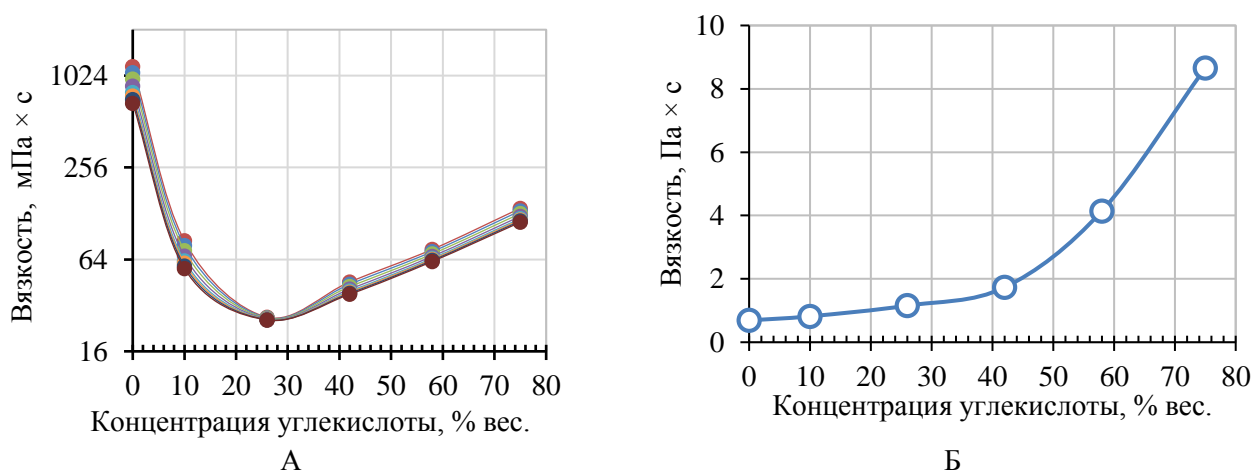 Вязкость, мПа × с
1024
256
64
16
0 10 20 30 40 50 60 70 80
Концентрация углекислоты, % вес.
А
Вязкость, Па × с
10
8
6
4
2
0
0 10 20 30 40 50 60 70 80
Концентрация углекислоты, % вес.
Б